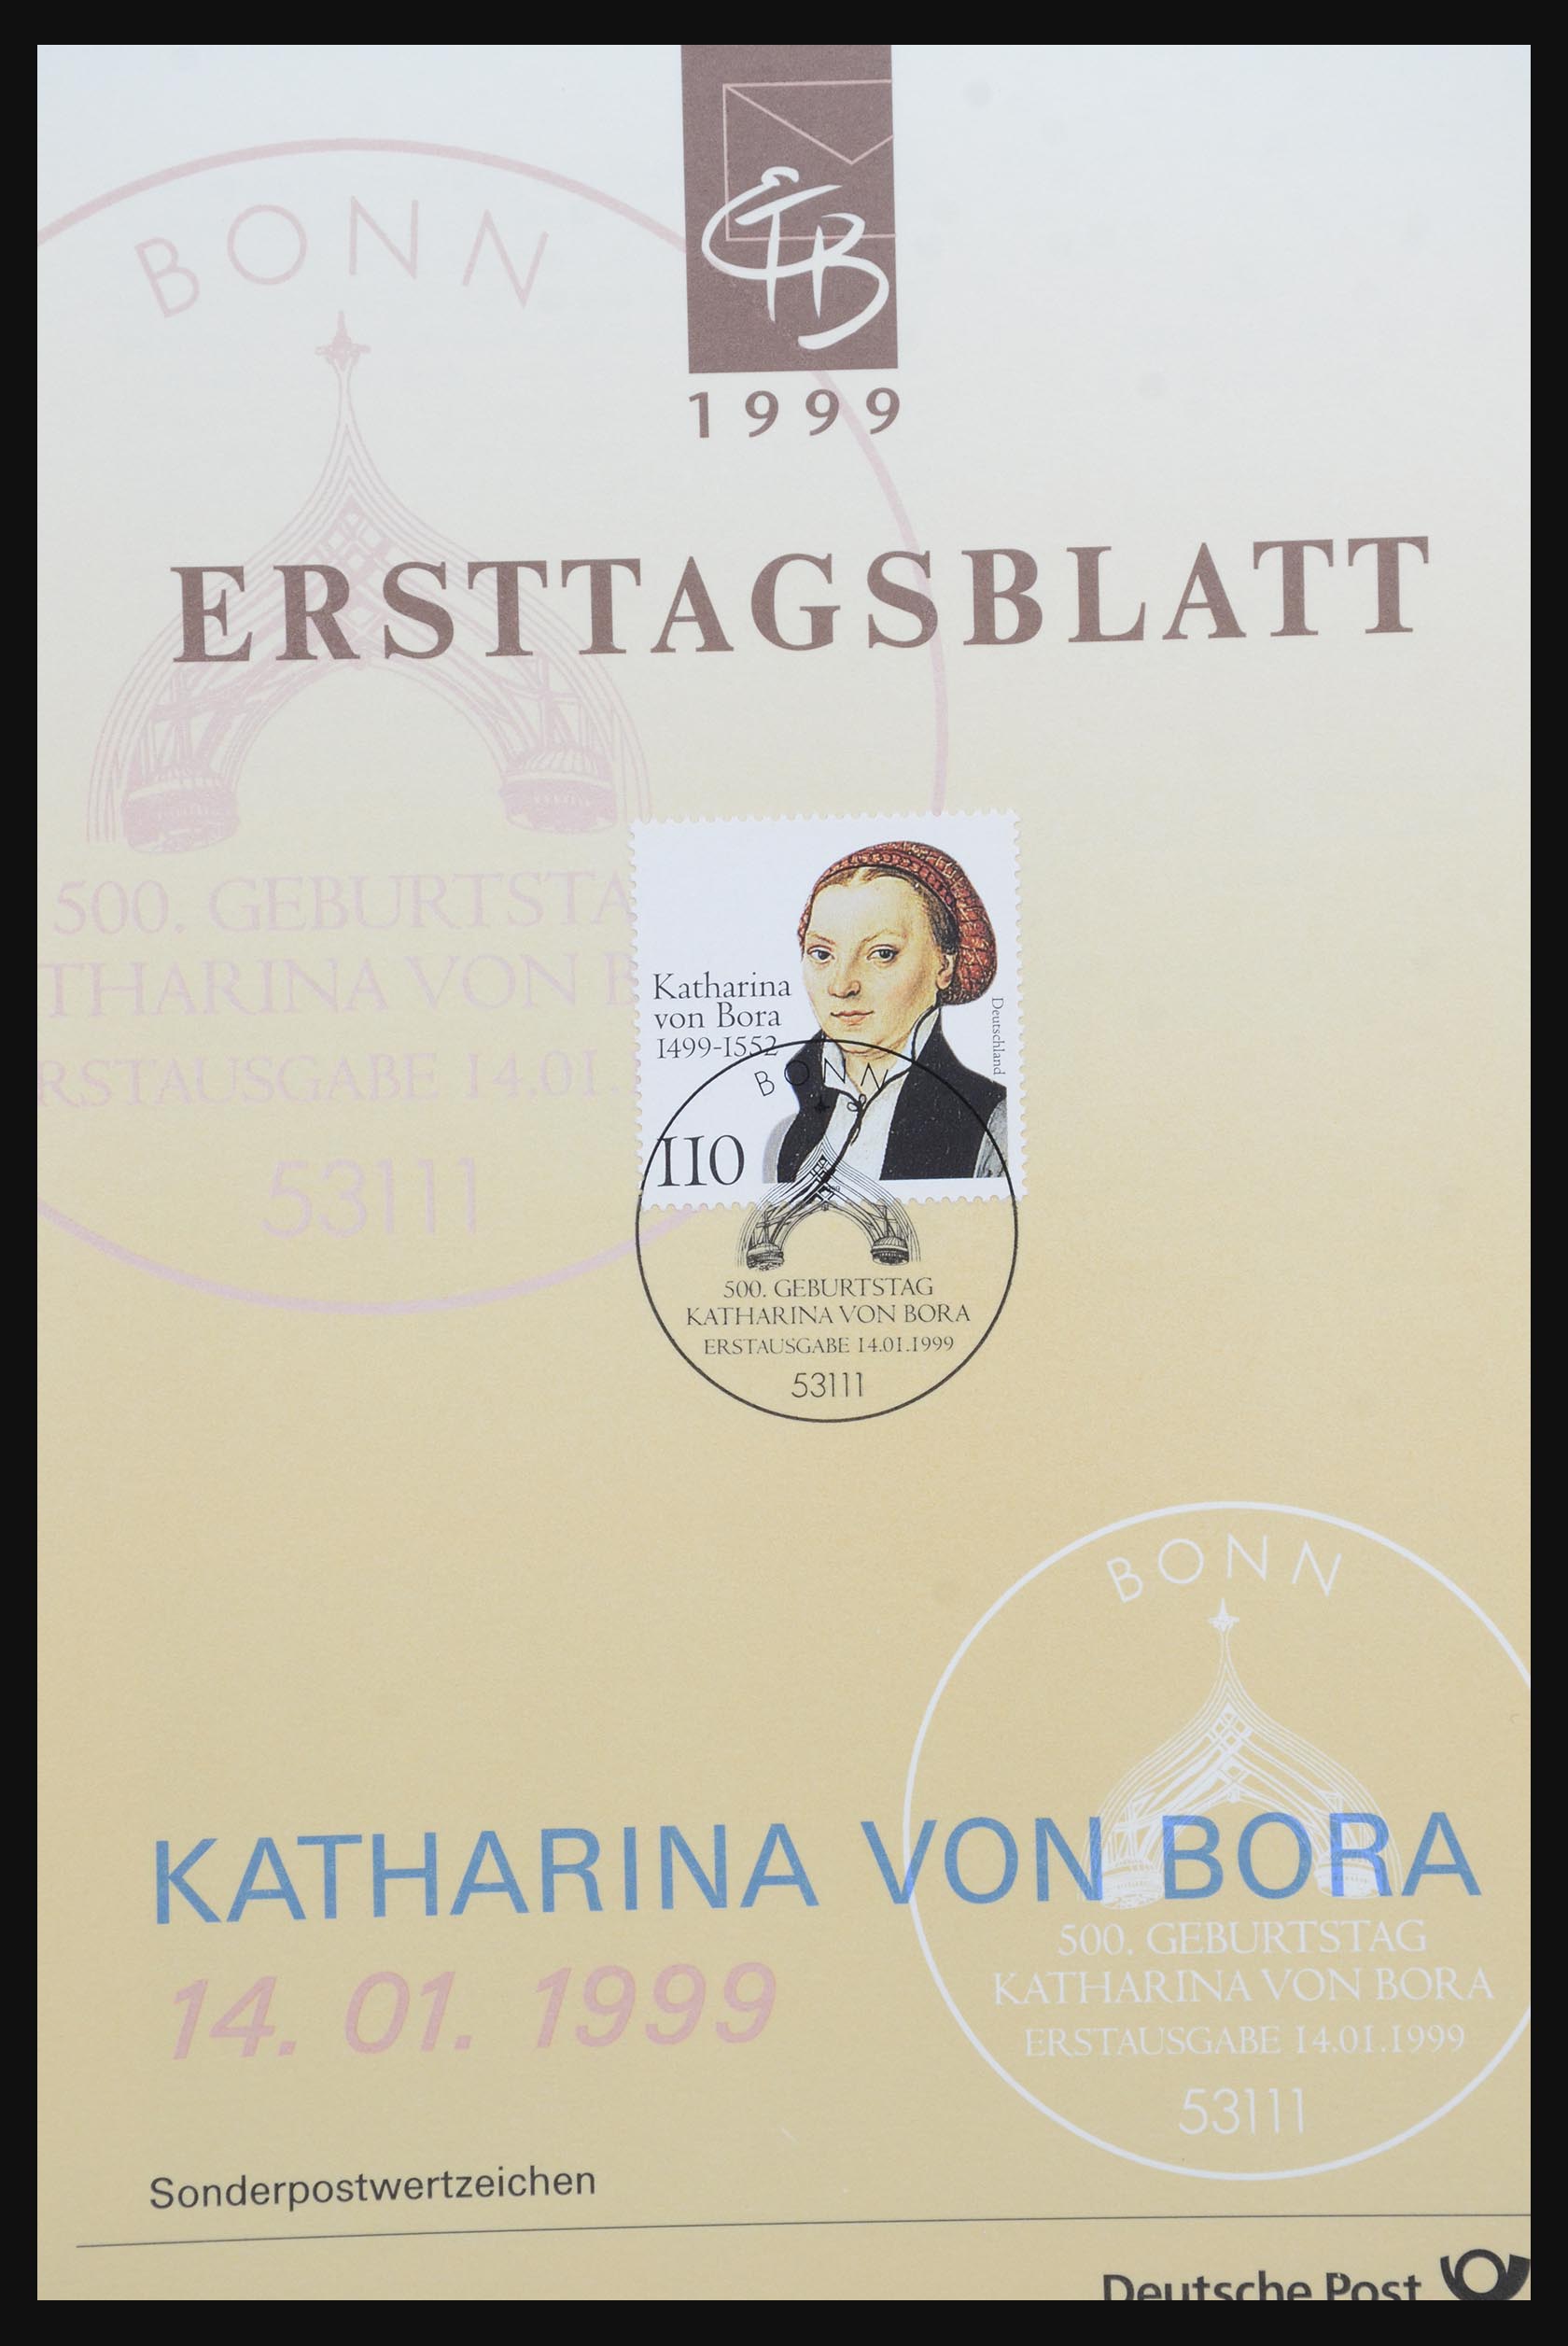 ETB
1999
ERSTTAGSBLATT
BONN
500. GEBURTSTA
THARINA VON B
RSTAUSGABE 14.01.
53111
Katharina
von Bora
1499-1552
Deutschland
110
BONN
500. GEBURTSTAG
KATHARINA VON BORA
ERSTAUSGABE 14.01.1999
53111
BONN
KATHARINA VON BORA
500. GEBURTSTAG
KATHARINA VON BORA
ERSTAUSGABE 14.01.1999
53111
14. 01. 1999
Sonderpostwertzeichen
Deutsche Post